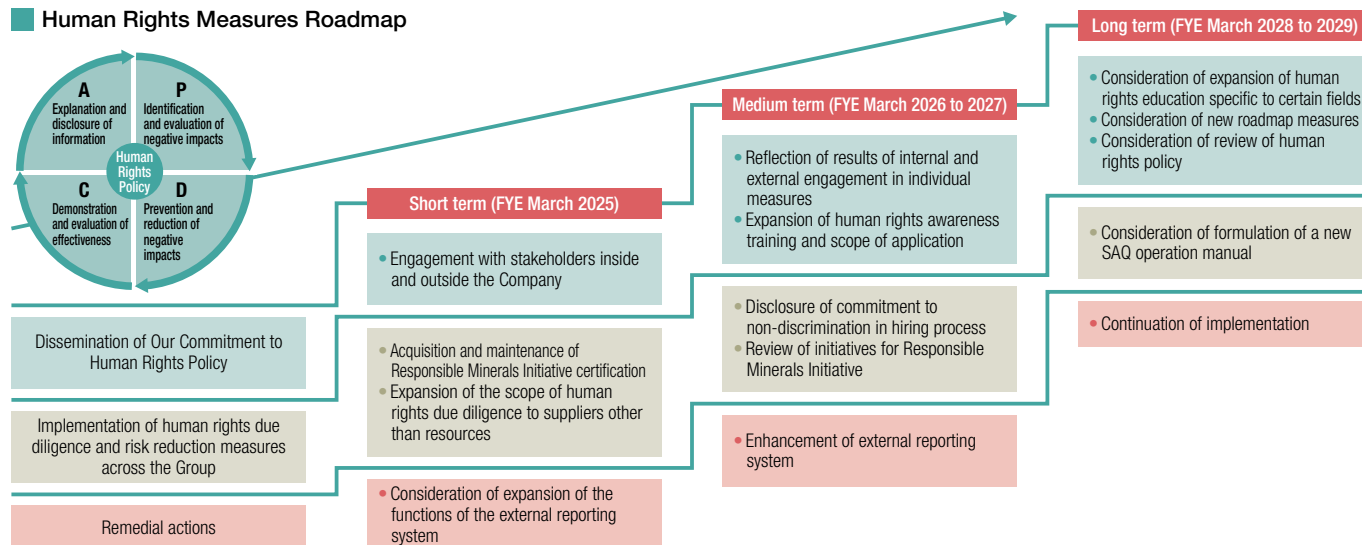 Human Rights Measures Roadmap
A
Explanation and
disclosure of
information
P
Identification
and evaluation of
negative impacts
Human
Rights
Policy
C
Demonstration
and evaluation of
effectiveness
D
Prevention and
reduction of
negative
impacts
Dissemination of Our Commitment to
Human Rights Policy
Implementation of human rights due
diligence and risk reduction measures
across the Group
Remedial actions
Short term (FYE March 2025)
• Engagement with stakeholders inside
and outside the Company
• Acquisition and maintenance of
Responsible Minerals Initiative certification
• Expansion of the scope of human
rights due diligence to suppliers other
than resources
• Consideration of expansion of the
functions of the external reporting
system
Medium term (FYE March 2026 to 2027)
• Reflection of results of internal and
external engagement in individual
measures
• Expansion of human rights awareness
training and scope of application
• Disclosure of commitment to
non-discrimination in hiring process
• Review of initiatives for Responsible
Minerals Initiative
• Enhancement of external reporting
system
Long term (FYE March 2028 to 2029)
• Consideration of expansion of human
rights education specific to certain fields
• Consideration of new roadmap measures
• Consideration of review of human
rights policy
• Consideration of formulation of a new
SAQ operation manual
• Continuation of implementation